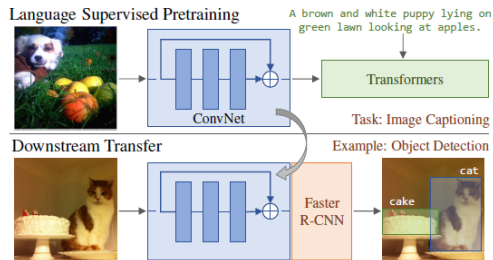 Language Supervised Pretraining
A brown and white puppy lying on
green lawn looking at apples.
ConvNet
Transformers
Task: Image Captioning
Downstream Transfer
Example: Object Detection
Faster
R-CNN
cat
cake